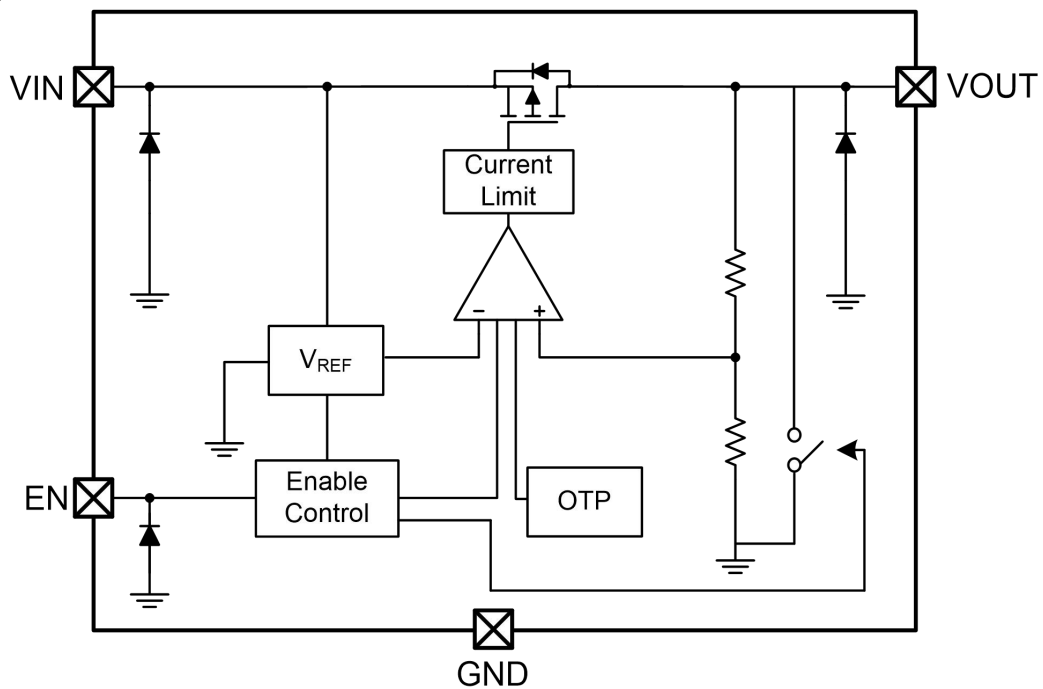 VIN
VOUT
Current
Limit
− +
VREF
EN
Enable
Control
OTP
GND